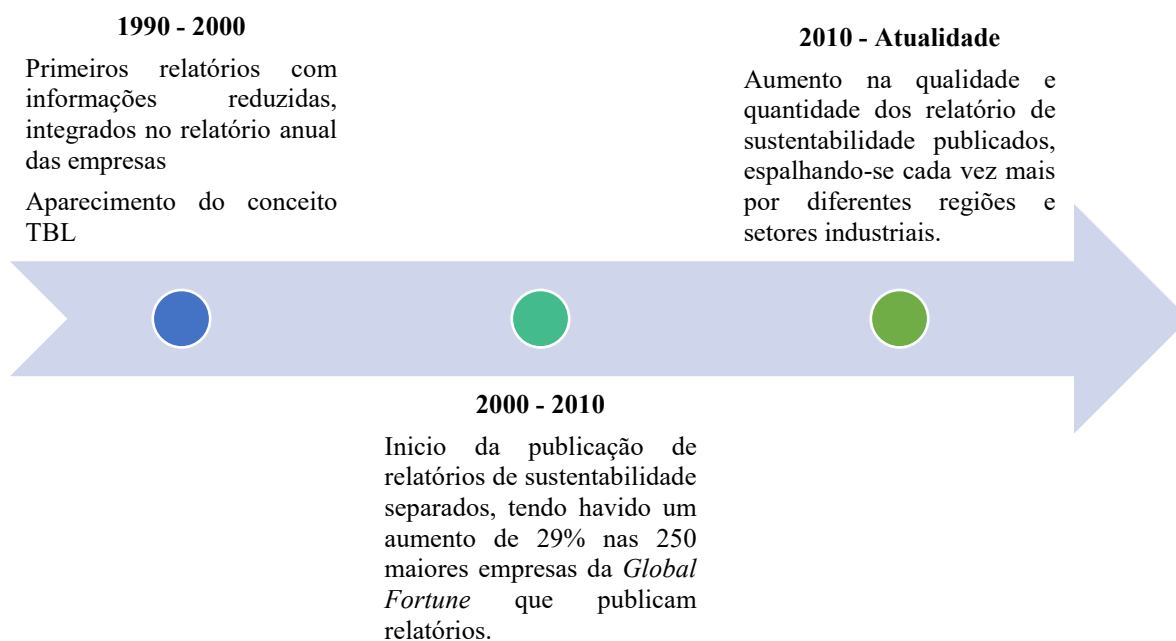 1990 - 2000
Primeiros relatórios com
informações reduzidas,
integrados no relatório anual
das empresas
Aparecimento do conceito
TBL
2000 - 2010
Inicio da publicação de
relatórios de sustentabilidade
separados, tendo havido um
aumento de 29% nas 250
maiores empresas da Global
Fortune que publicam
relatórios.
2010 - Atualidade
Aumento na qualidade e
quantidade dos relatório de
sustentabilidade publicados,
espalhando-se cada vez mais
por diferentes regiões e
setores industriais.